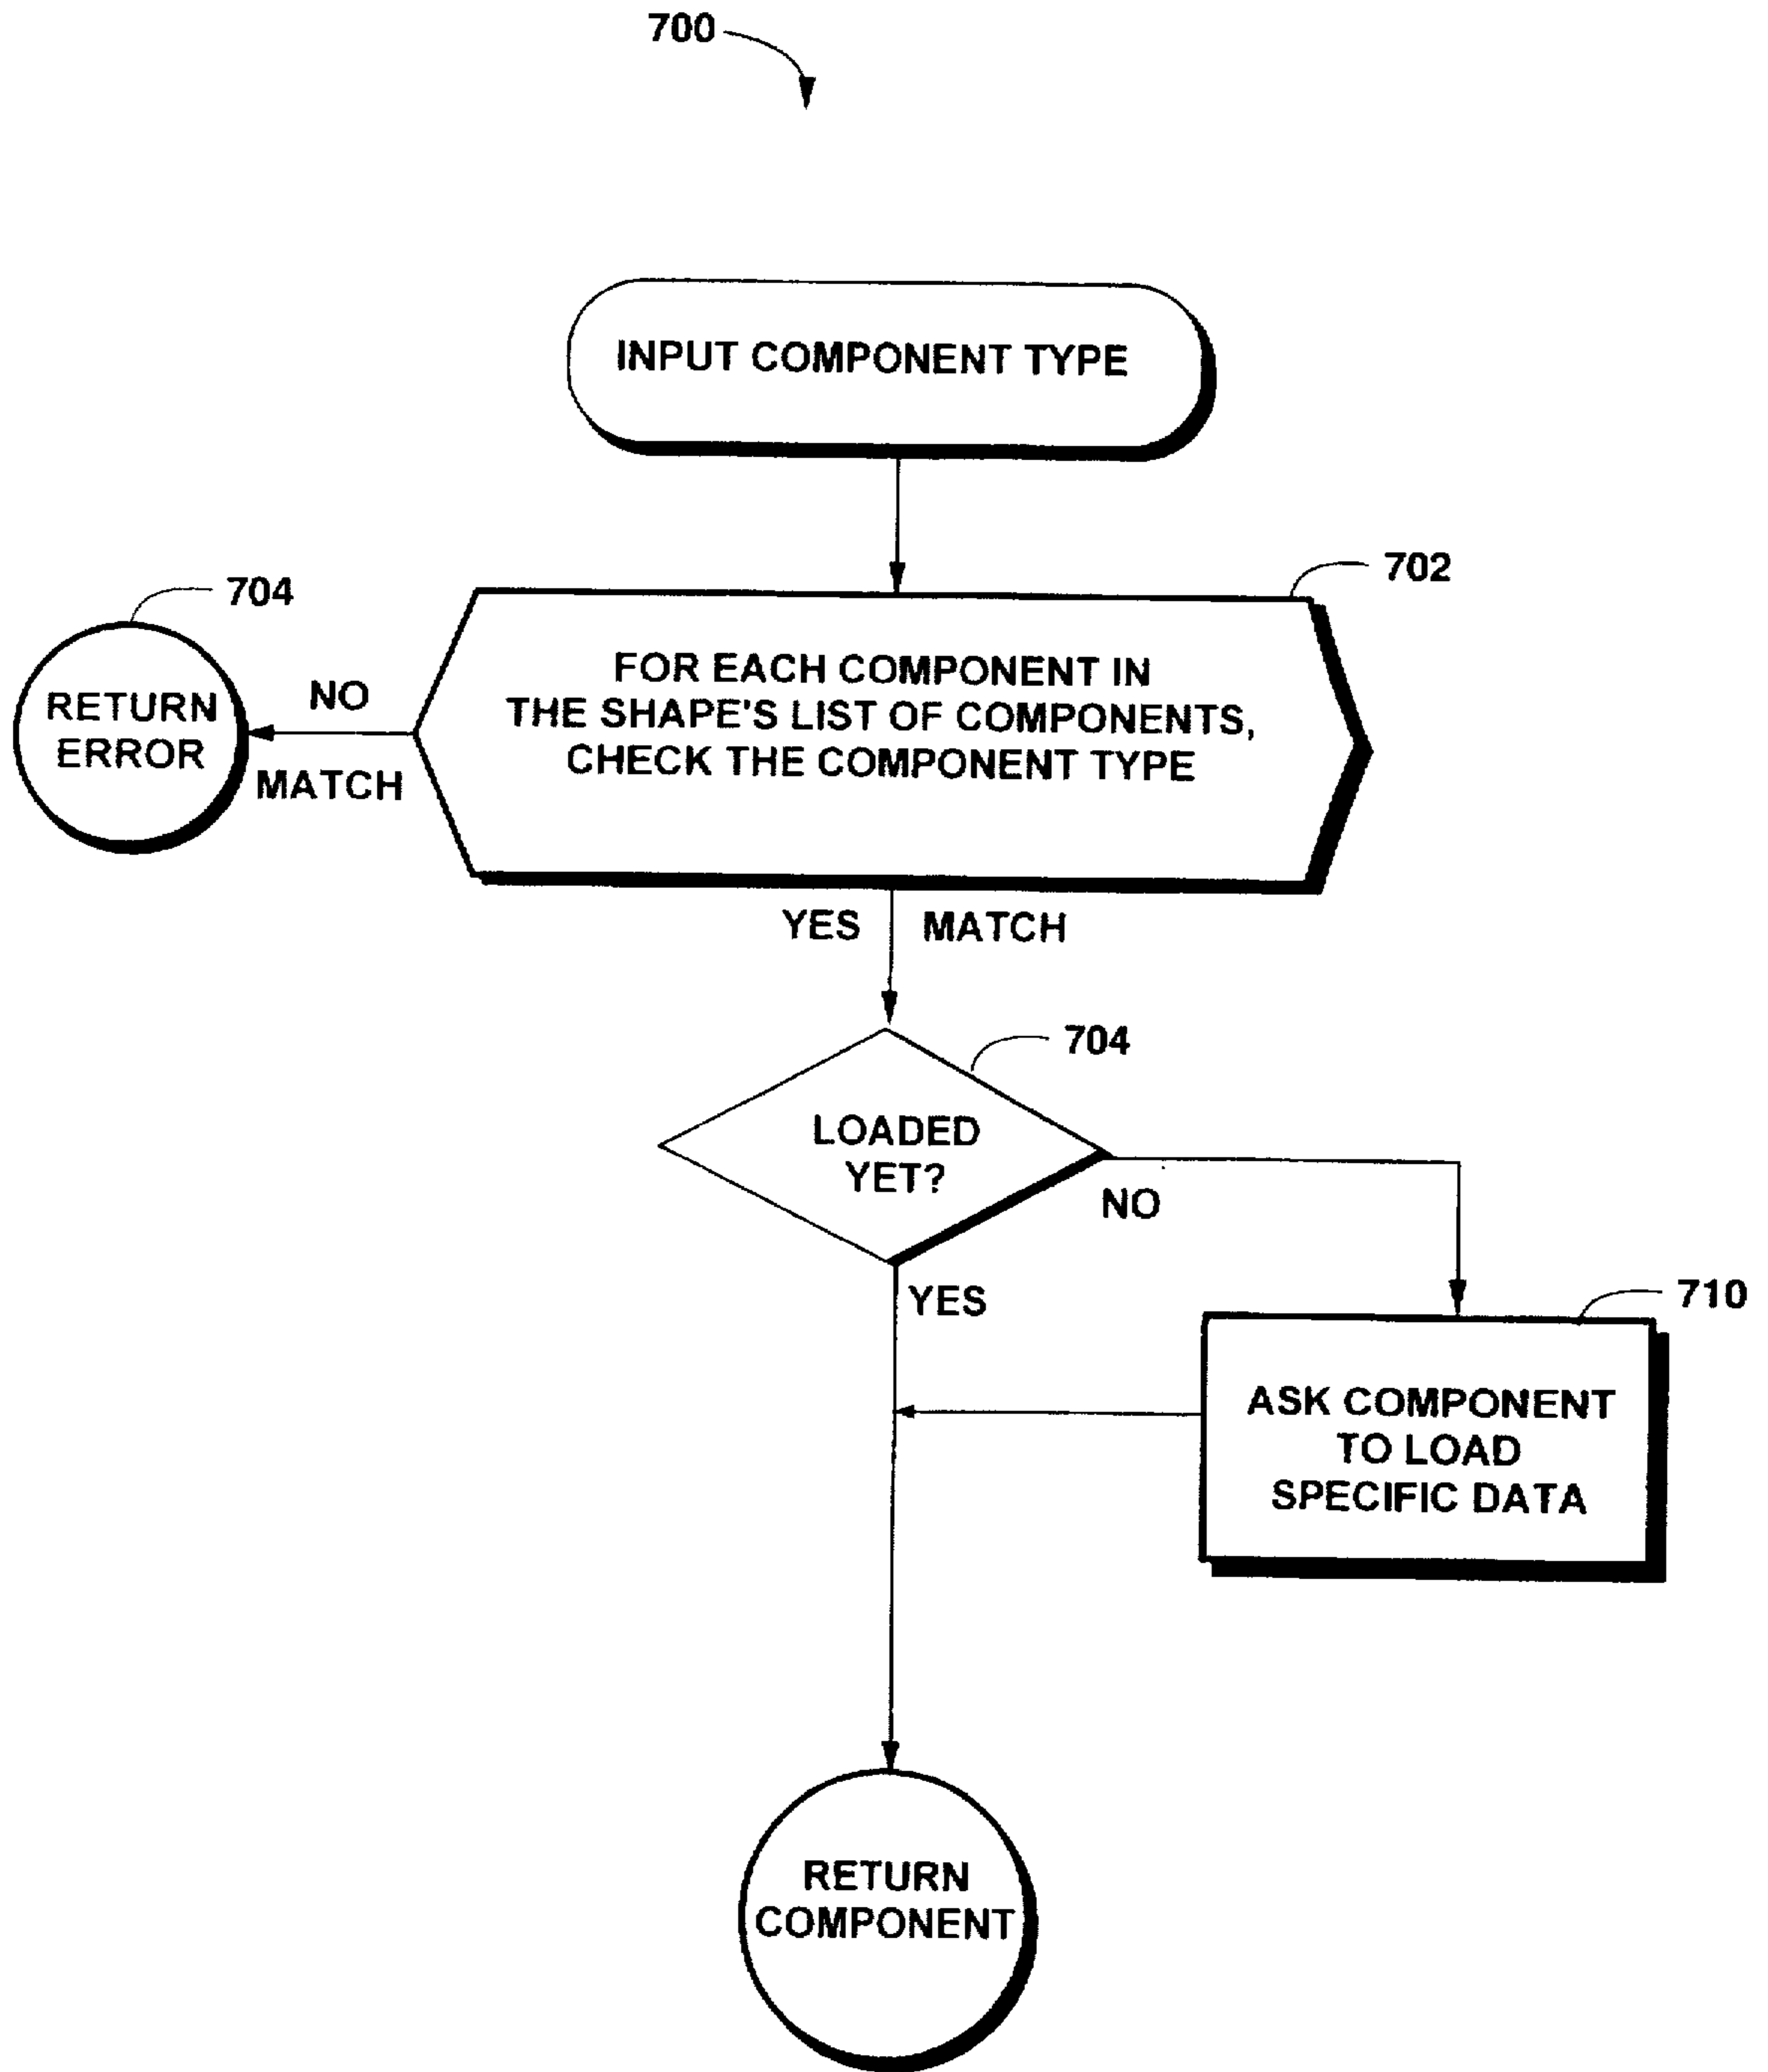 700
INPUT COMPONENT TYPE
702
704
FOR EACH COMPONENT IN
THE SHAPE'S LIST OF COMPONENTS,
CHECK THE COMPONENT TYPE
RETURN
ERROR
NO
MATCH
YES MATCH
704
LOADED
YET?
NO
YES
710
ASK COMPONENT
TO LOAD
SPECIFIC DATA
RETURN
COMPONENT